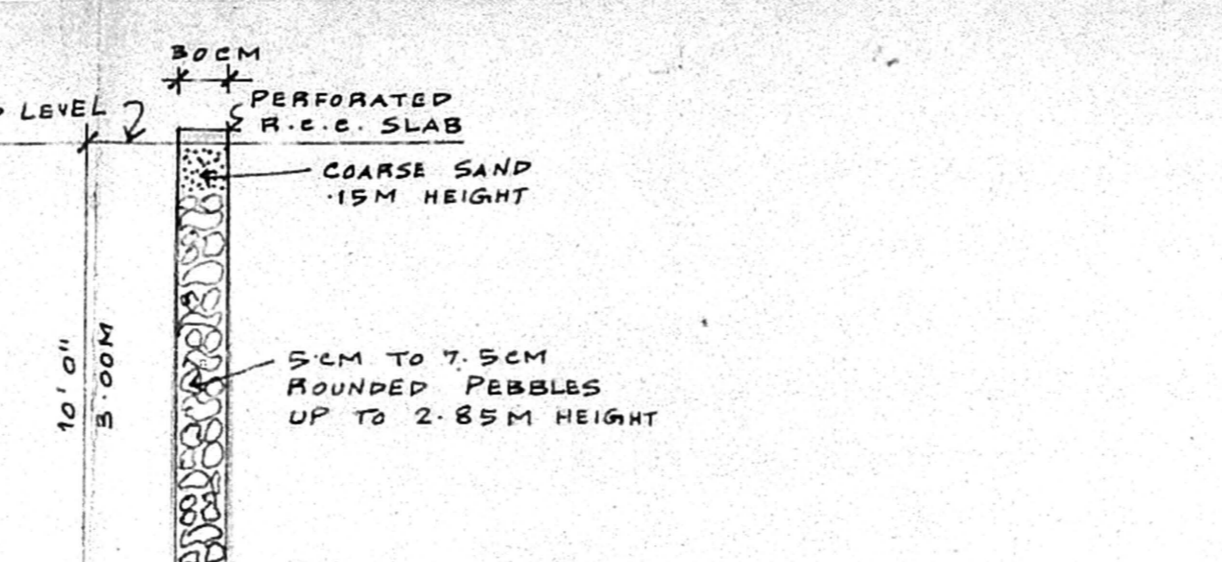 30CM
LEVEL
PERFORATED
R.C.C. SLAB
COARSE SAND
.15M HEIGHT
10' 0"
3.00M
5CM TO 7.5CM
ROUNDED PEBBLES
UP TO 2.85M HEIGHT